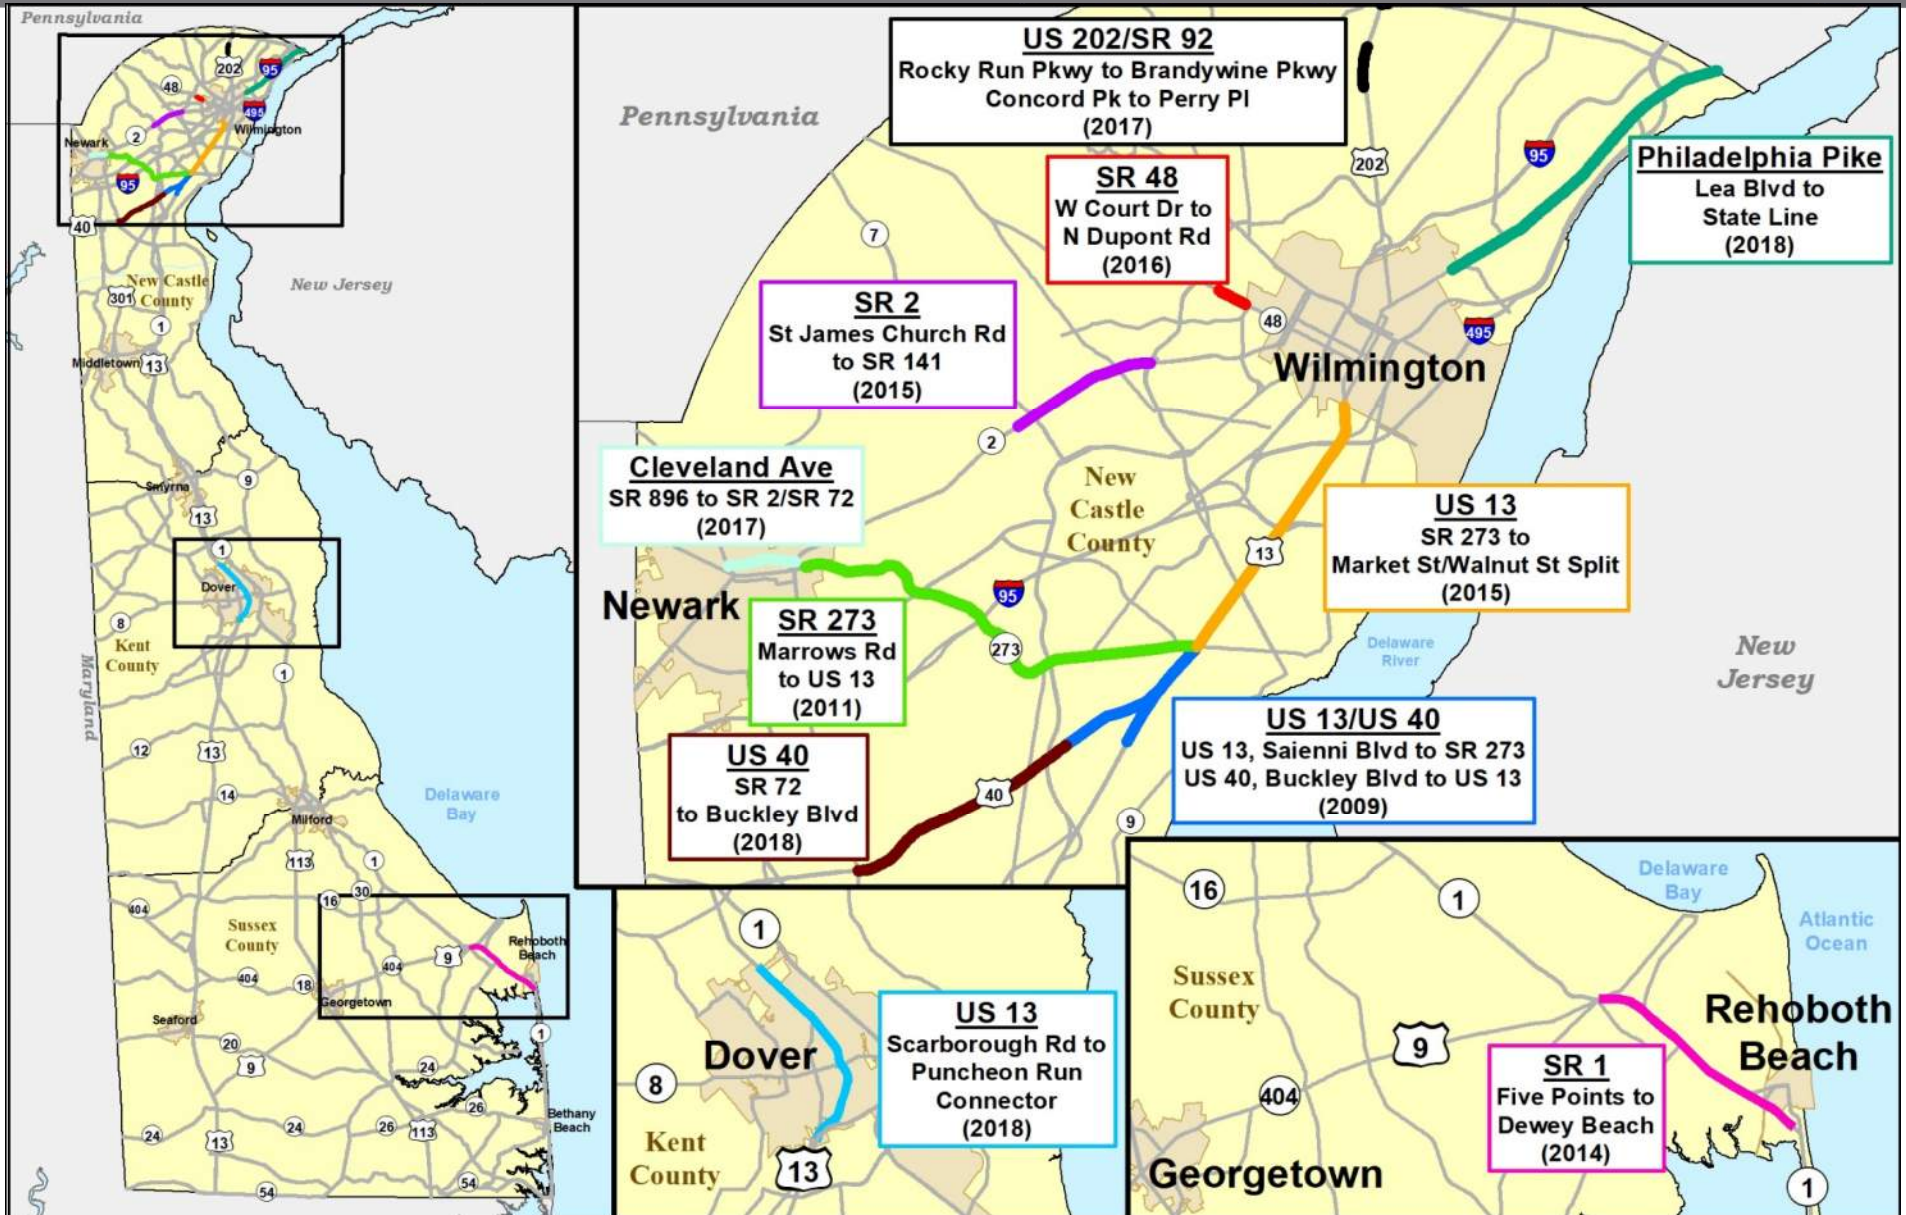 Pennsylvania
202
95
48
495
Wilmington
2
Newark
95
40
New Castle
County
New Jersey
301
1
Middletown
13
Smyrna
9
13
1
Dover
8
Kent
County
Maryland
1
12
13
14
Delaware
Bay
Milford
113
1
30
16
404
Sussex
County
9
Rehoboth
Beach
404
404
18
Georgetown
Seaford
1
20
9
24
26
Bethany
Beach
24
13
24
26
113
54
54
US 202/SR 92
Rocky Run Pkwy to Brandywine Pkwy
Concord Pk to Perry Pl
(2017)
Pennsylvania
202
95
Philadelphia Pike
Lea Blvd to
State Line
(2018)
SR 48
W Court Dr to
N Dupont Rd
(2016)
7
SR 2
St James Church Rd
to SR 141
(2015)
48
495
Wilmington
2
Cleveland Ave
SR 896 to SR 2/SR 72
(2017)
New
Castle
County
US 13
SR 273 to
Market St/Walnut St Split
(2015)
13
95
Newark
SR 273
Marrows Rd
to US 13
(2011)
273
Delaware
River
New
Jersey
US 13/US 40
US 13, Saienni Blvd to SR 273
US 40, Buckley Blvd to US 13
(2009)
US 40
SR 72
to Buckley Blvd
(2018)
40
9
1
US 13
Scarborough Rd to
Puncheon Run
Connector
(2018)
Dover
8
Kent
County
13
Delaware
Bay
16
1
Atlantic
Ocean
Sussex
County
Rehoboth
Beach
9
SR 1
Five Points to
Dewey Beach
(2014)
404
Georgetown
1